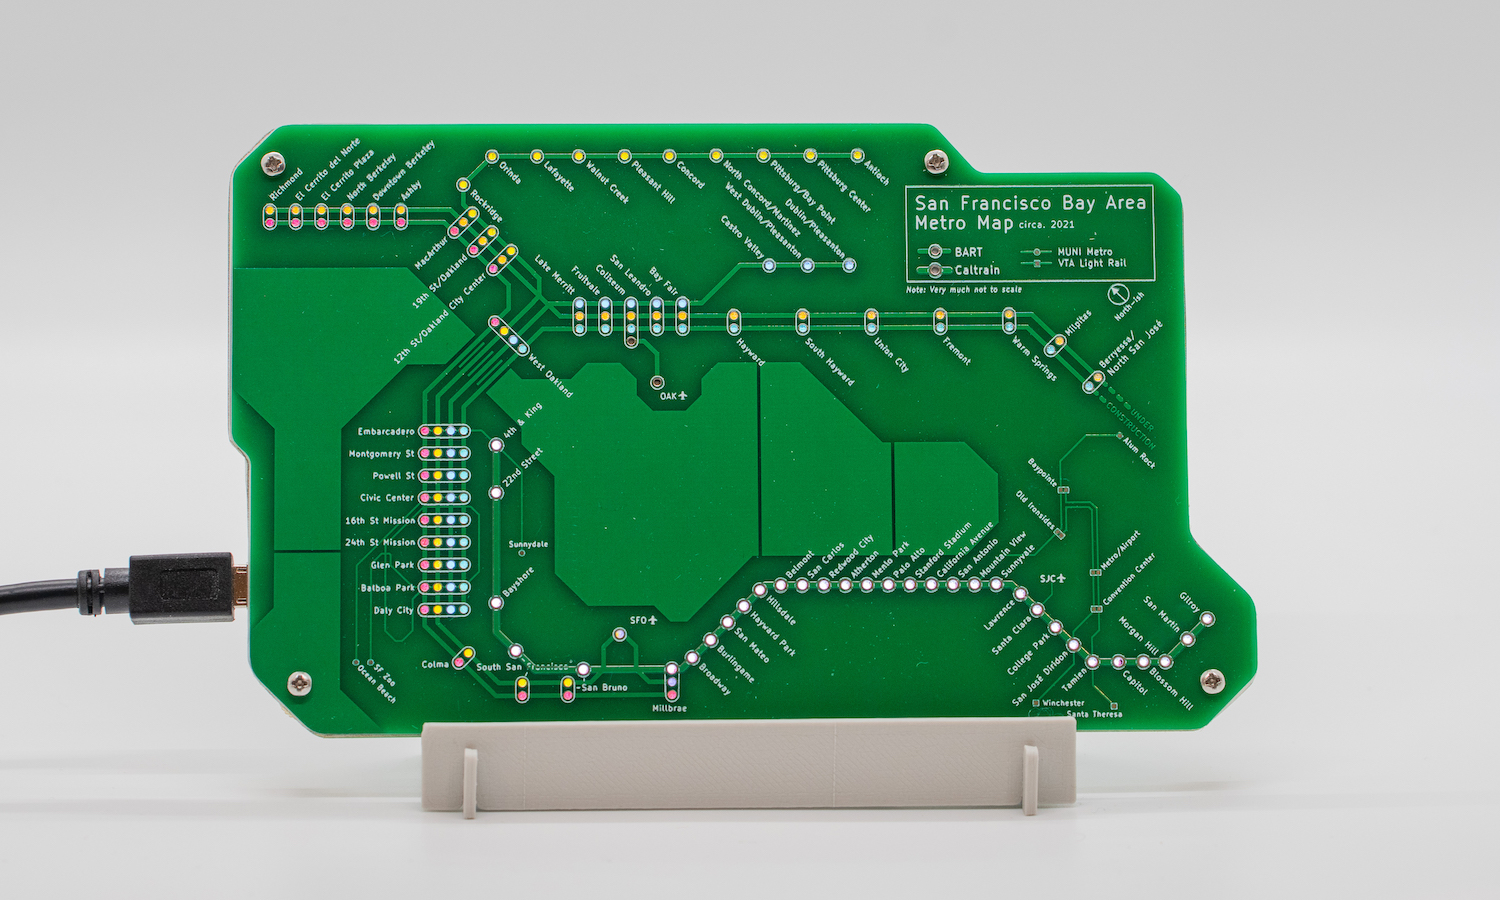 Richmond
El Cerrito del Norte
El Cerrito Plaza
North Berkeley
Downtown Berkeley
Ashby
Orinda
Lafayette
Walnut Creek
Pleasant Hill
Concord
North Concord/Martinez
Pittsburg/Bay Point
Pittsburg Center
Antioch
Rockridge
MacArthur
19th St/Oakland
12th St/Oakland City Center
West Oakland
Lake Merritt
Fruitvale
Coliseum
San Leandro
Bay Fair
Castro Valley
West Dublin/Pleasanton
Dublin/Pleasanton
San Francisco Bay Area
Metro Map circa. 2021
BART
Caltrain
MUNI Metro
VTA Light Rail
Note: Very much not to scale
North-ish
Hayward
South Hayward
Union City
Fremont
Warm Springs
Milpitas
Berryessa/
North San José
UNDER
CONSTRUCTION
OAK
Embarcadero
Montgomery St
Powell St
Civic Center
16th St Mission
24th St Mission
Glen Park
Balboa Park
Daly City
Colma
South San Francisco
San Bruno
Millbrae
SFO
SF Zoo
Ocean Beach
4th & King
22nd Street
Sunnydale
Bayshore
Broadway
Burlingame
San Mateo
Hayward Park
Hillsdale
Belmont
San Carlos
Redwood City
Atherton
Menlo Park
Palo Alto
Stanford Stadium
California Avenue
San Antonio
Mountain View
Sunnyvale
Lawrence
Santa Clara
College Park
San José Diridon
Tamien
Capitol
Blossom Hill
Morgan Hill
San Martin
Gilroy
Alum Rock
Baypointe
Old Ironsides
SJC
Metro/Airport
Convention Center
Winchester
Santa Theresa